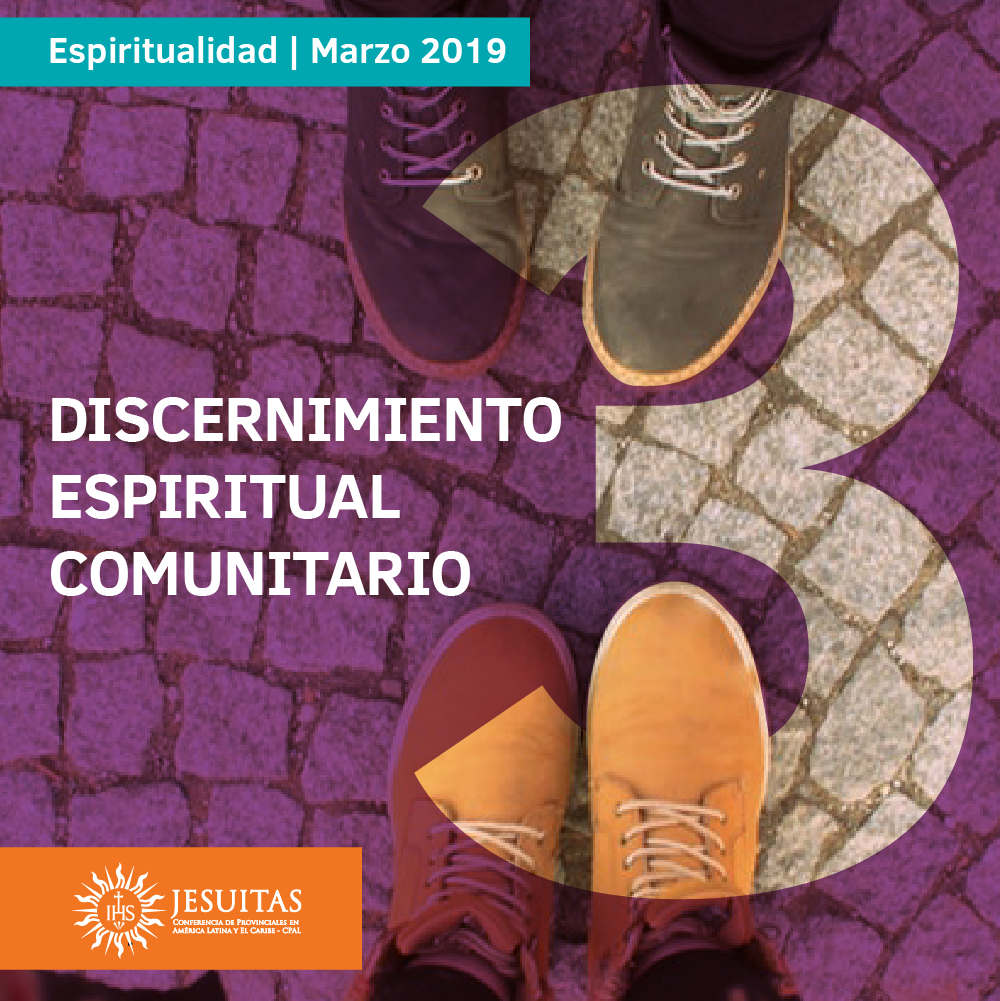 Espiritualidad | Marzo 2019
3
DISCERNIMIENTO
ESPIRITUAL
COMUNITARIO
IHS
JESUITAS
CONFERENCIA DE PROVINCIALES EN
AMÉRICA LATINA Y EL CARIBE - CPAL